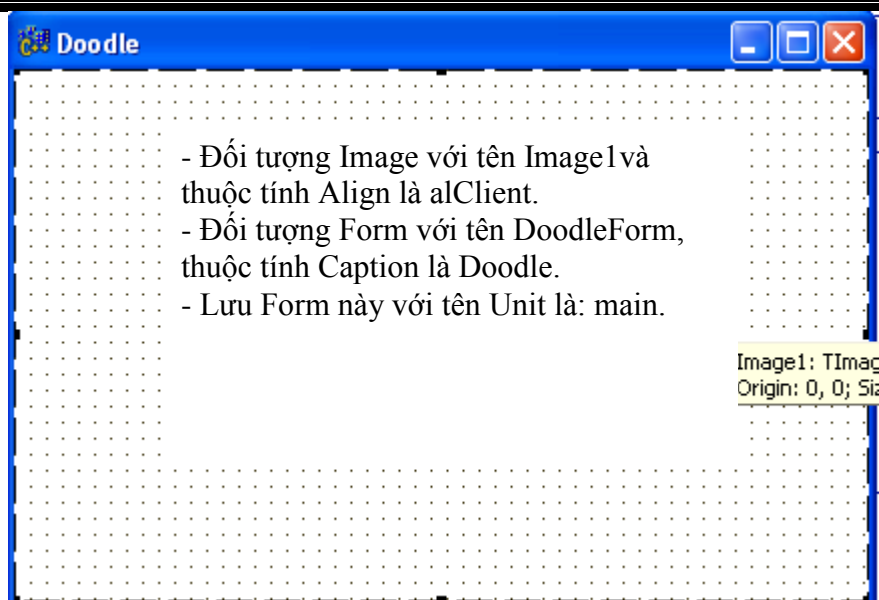 Doodle
- Đối tượng Image với tên Image1và
thuộc tính Align là alClient.
- Đối tượng Form với tên DoodleForm,
thuộc tính Caption là Doodle.
- Lưu Form này với tên Unit là: main.
Image1: TImag
Origin: 0, 0; Siz